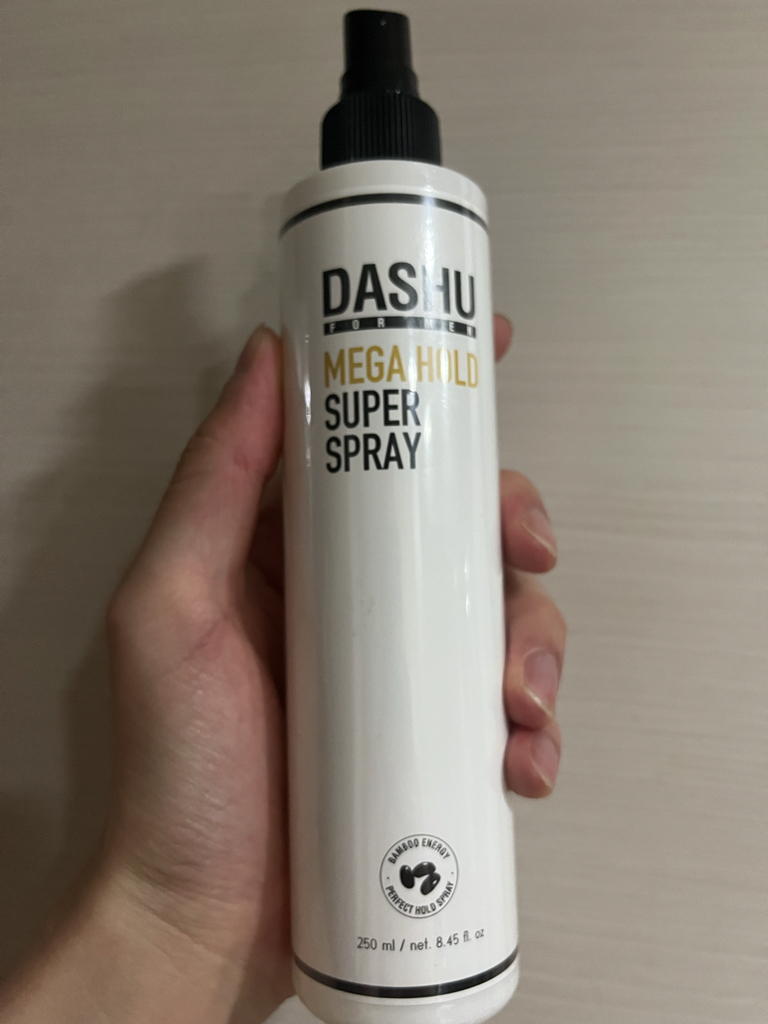 DASHU
FOR MEN
MEGA HOLD
SUPER
SPRAY
BAMBOO ENERGY
PERFECT HOLD SPRAY
250 ml / net. 8.45 fl. oz